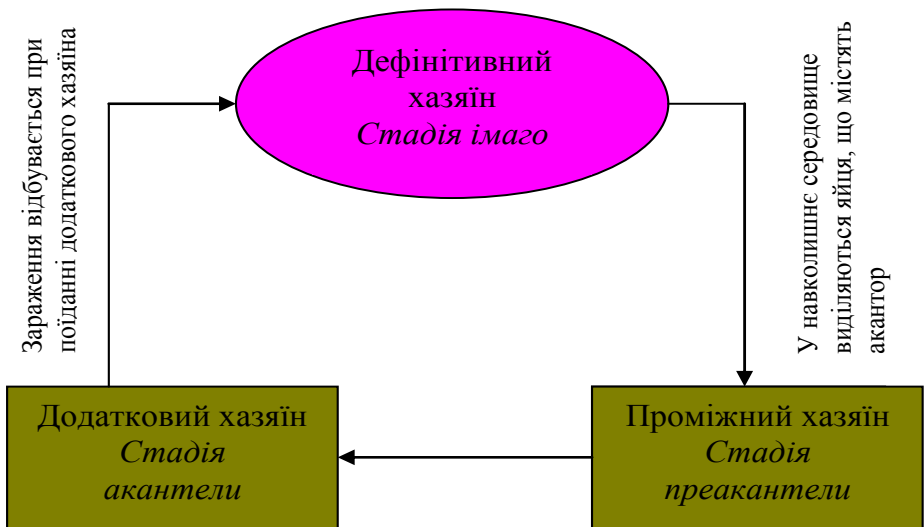 Дефінітивний
хазяїн
Стадія імаго
У навколишнє середовище
виділяються яйця, що містять
акантор
Проміжний хазяїн
Стадія
преакантели
Додатковий хазяїн
Стадія
акантели
Зараження відбувається при
поїданні додаткового хазяїна